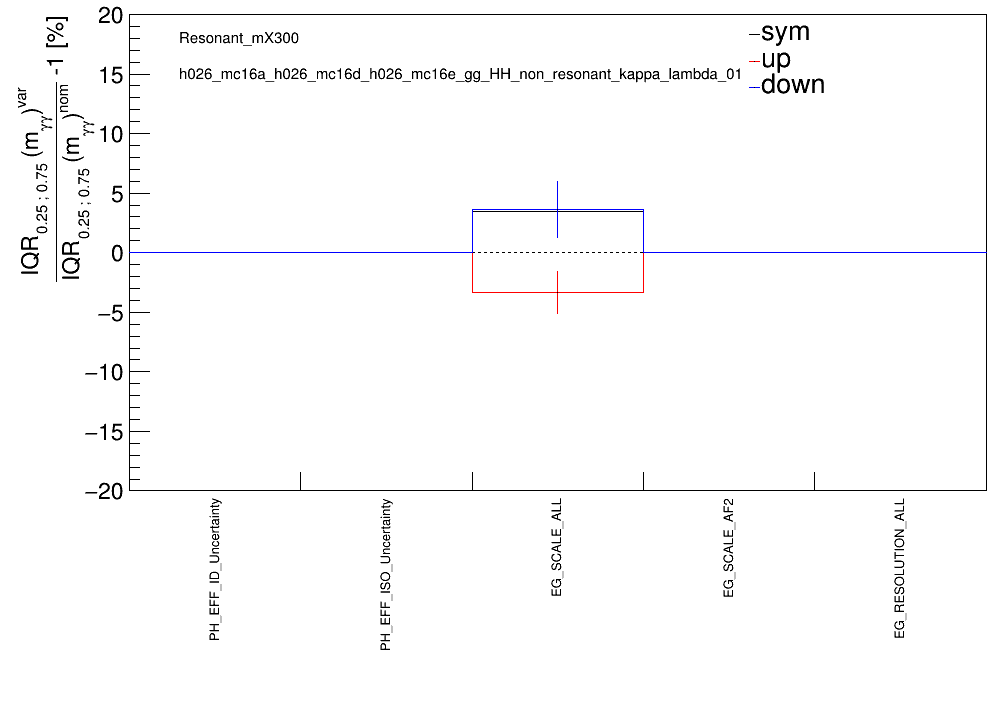 IQR0.25 ; 0.75 (mγγ)var
IQR0.25 ; 0.75 (mγγ)nom -1 [%]
Resonant_mX300
h026_mc16a_h026_mc16d_h026_mc16e_gg_HH_non_resonant_kappa_lambda_01
sym
up
down
20
15
10
5
0
−5
−10
−15
−20
PH_EFF_ID_Uncertainty
PH_EFF_ISO_Uncertainty
EG_SCALE_ALL
EG_SCALE_AF2
EG_RESOLUTION_ALL